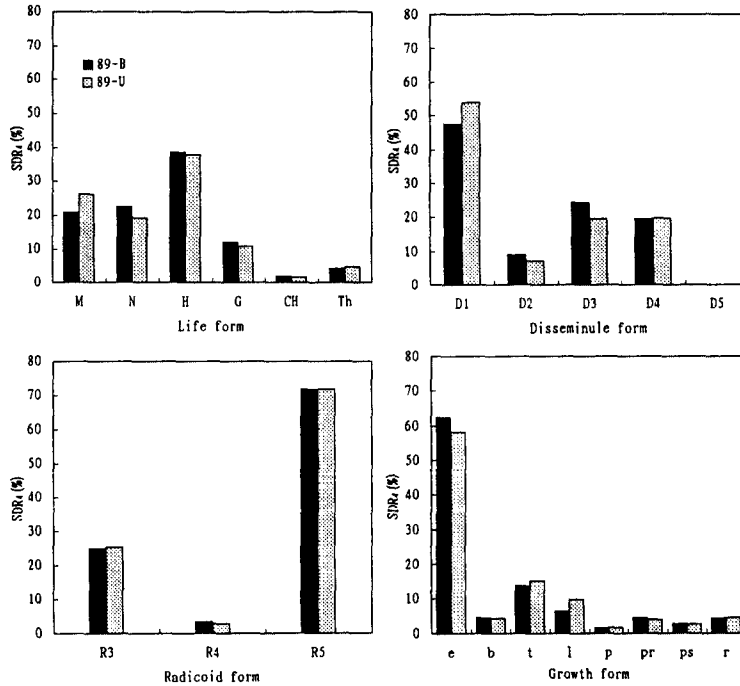 80
70
60
50
40
30
20
10
0
SDR4(%)
89-B
89-U
M N H G CH Th
Life form
80
70
60
50
40
30
20
10
0
SDR4(%)
D1 D2 D3 D4 D5
Disseminule form
80
70
60
50
40
30
20
10
0
SDR4(%)
R3 R4 R5
Radicoid form
80
70
60
50
40
30
20
10
0
SDR4(%)
e b t l p pr ps r
Growth form